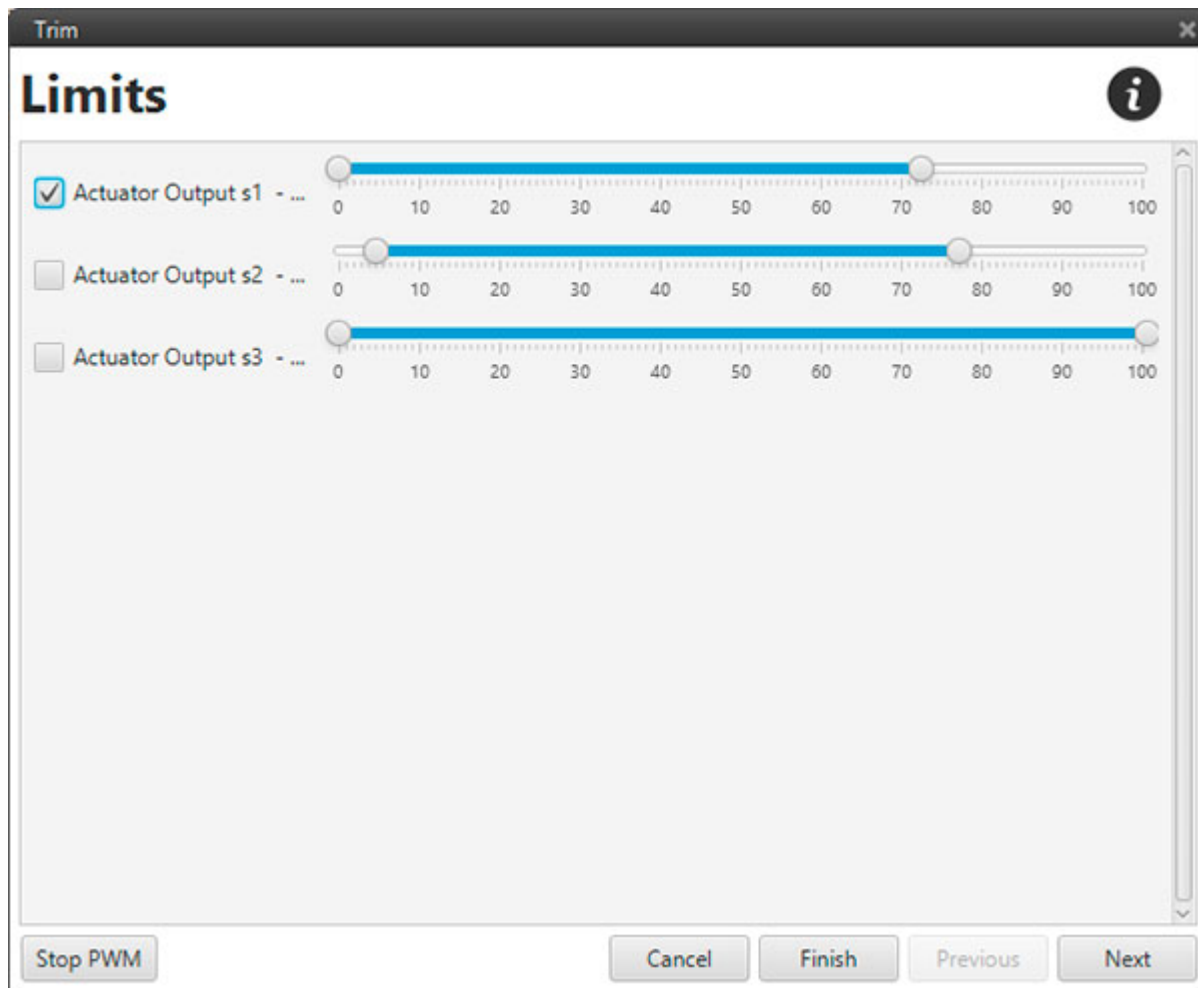 Trim
Limits
Actuator Output s1 - ...
0 10 20 30 40 50 60 70 80 90 100
Actuator Output s2 - ...
0 10 20 30 40 50 60 70 80 90 100
Actuator Output s3 - ...
0 10 20 30 40 50 60 70 80 90 100
Stop PWM Cancel Finish Previous Next